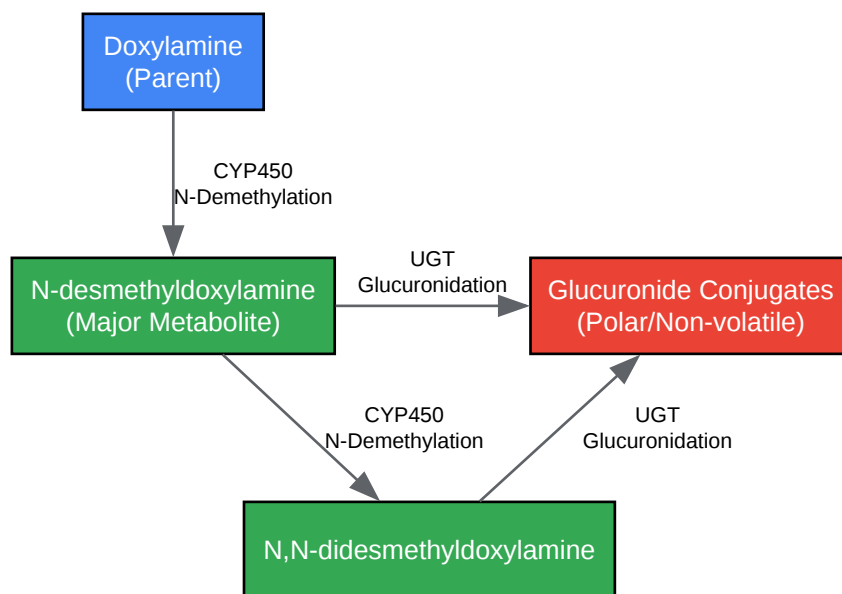 Doxylamine
(Parent)
CYP450
N-Demethylation
UGT
Glucuronidation
N-desmethyldoxylamine
(Major Metabolite)
Glucuronide Conjugates
(Polar/Non-volatile)
CYP450
N-Demethylation
UGT
Glucuronidation
N,N-didesmethyldoxylamine